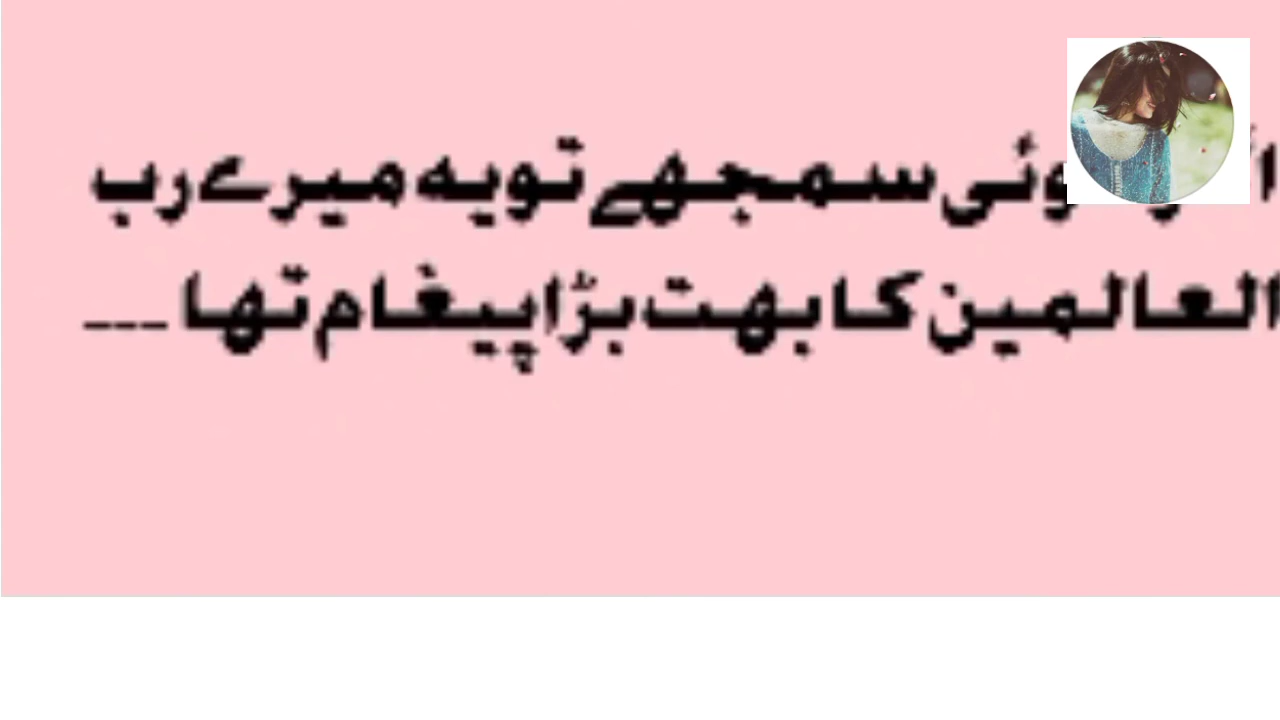 سمجھے تو یہ میرے رب
العالمین کا بہت بڑا پیغام تھا ---